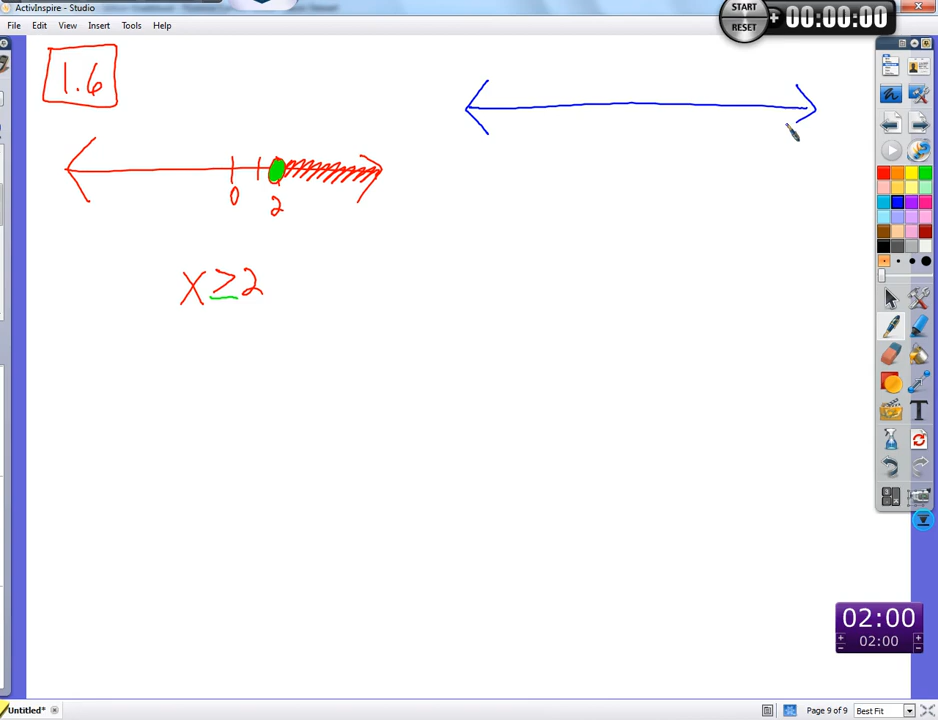 ActivInspire - Studio
START
RESET
00:00:00
File Edit View Insert Tools Help
1.6
0
2
X ≥ 2
T
02:00
02:00
Untitled*
Page 9 of 9
Best Fit